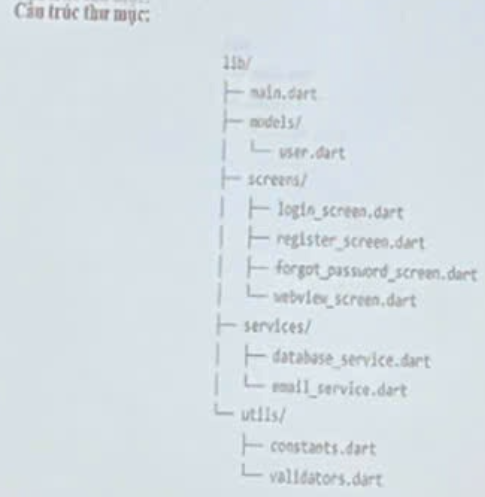 Cấu trúc thư mục:
lib/
├── main.dart
├── models/
│   └── user.dart
├── screens/
│   ├── login_screen.dart
│   ├── register_screen.dart
│   ├── forgot_password_screen.dart
│   └── webview_screen.dart
├── services/
│   ├── database_service.dart
│   └── email_service.dart
└── utils/
    ├── constants.dart
    └── validators.dart